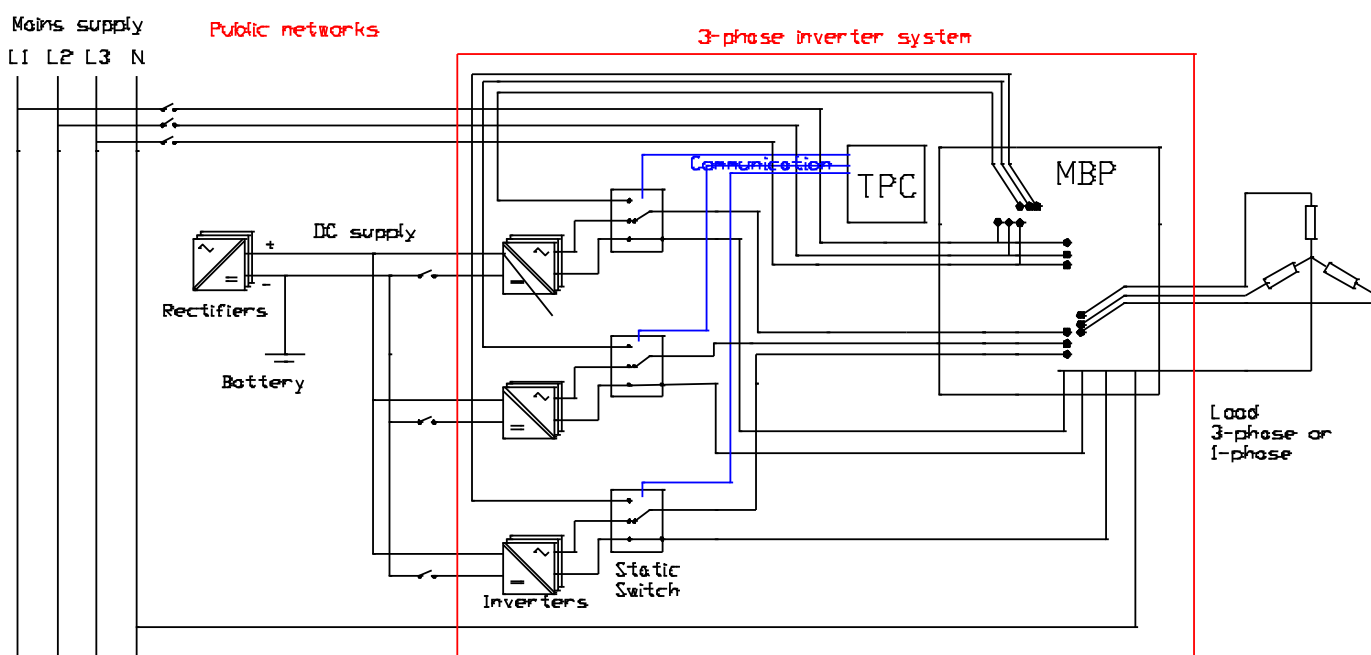 Mains supply
Public networks
3-phase inverter system
L1 L2 L3 N
Communication
TPC
MBP
DC supply
+
-
Rectifiers
Battery
Load
3-phase or
1-phase
Static
Switch
Inverters